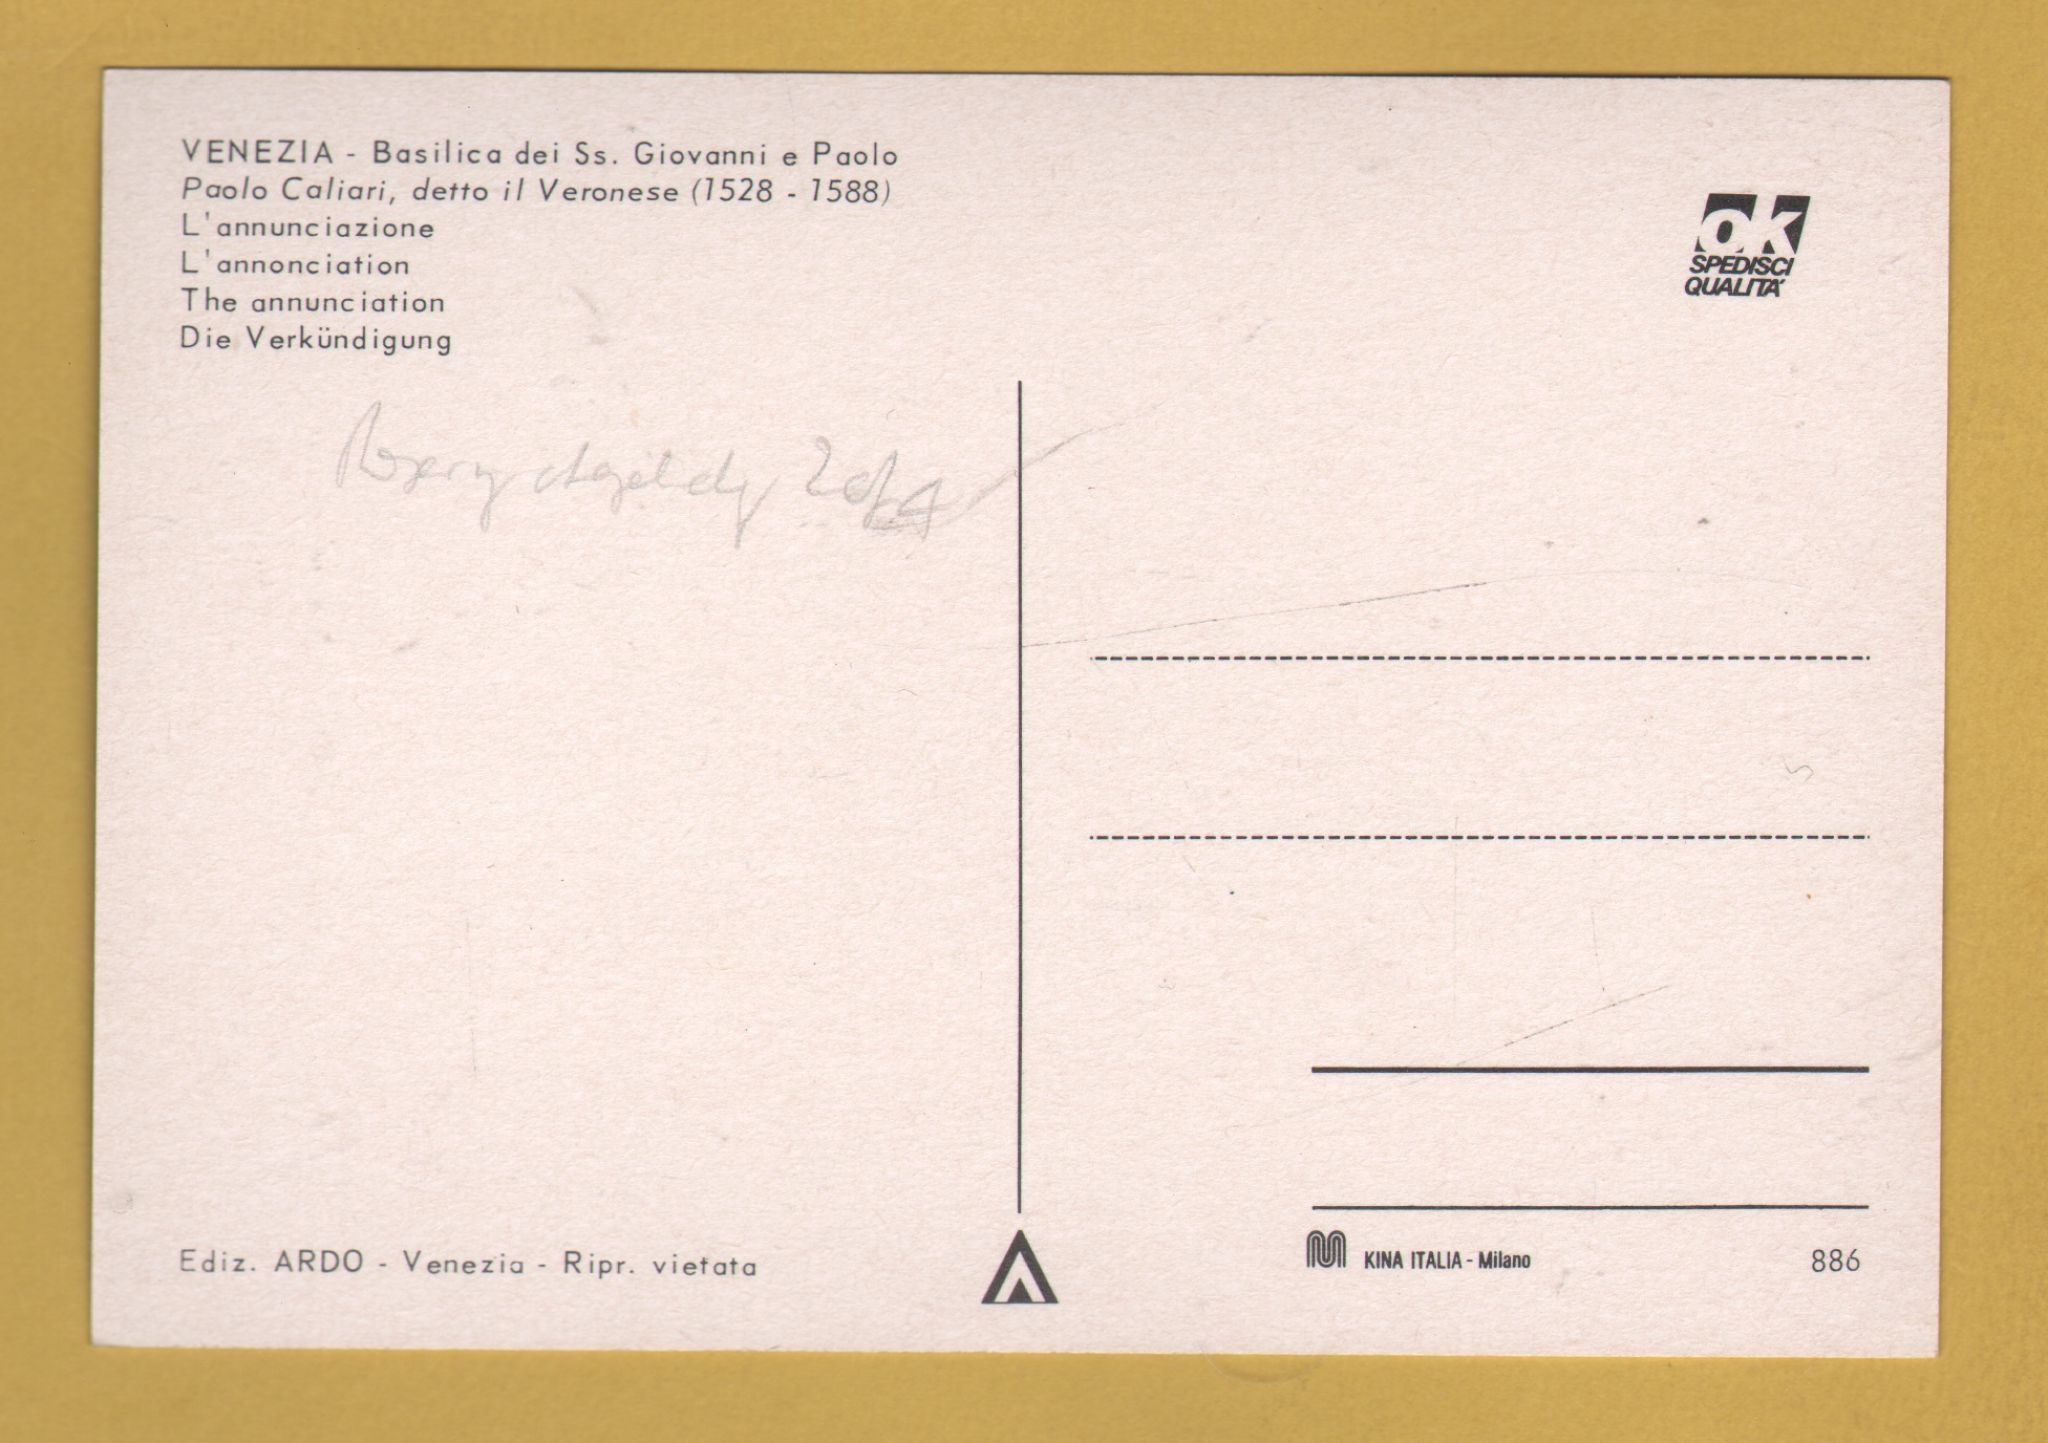 VENEZIA - Basilica dei Ss. Giovanni e Paolo
Paolo Caliari, detto il Veronese (1528 - 1588)
L'annunciazione
L'annonciation
The annunciation
Die Verkündigung
ok
SPEDISCI
QUALITÀ
Ediz. ARDO - Venezia - Ripr. vietata
KINA ITALIA - Milano
886